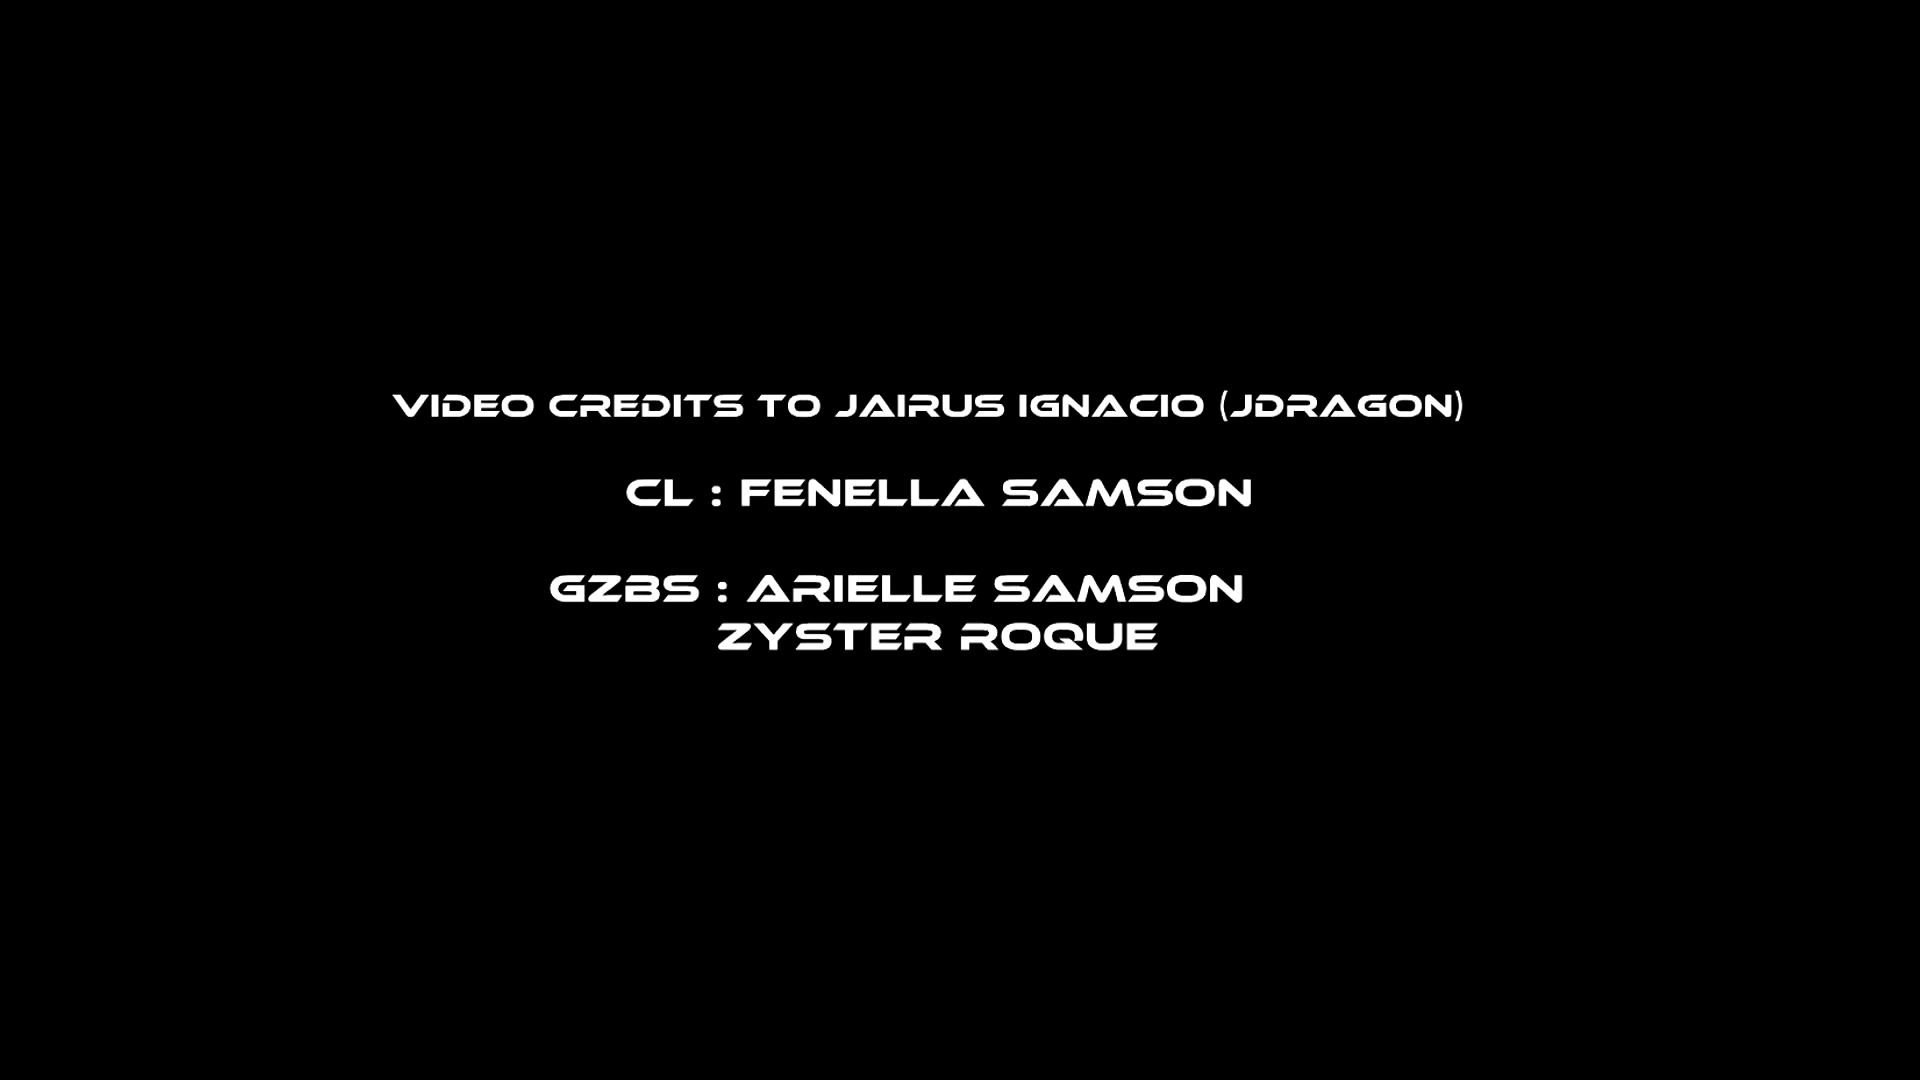 VIDEO CREDITS TO JAIRUS IGNACIO (JDRAGON)
CL : FENELLA SAMSON
GZBS : ARIELLE SAMSON
ZYSTER ROQUE